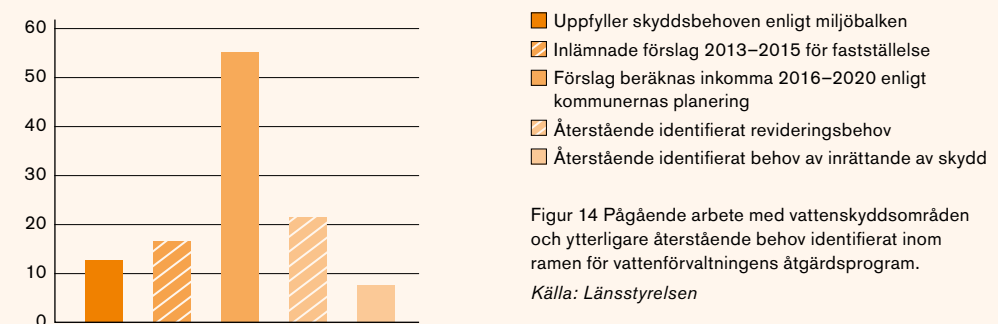 60
50
40
30
20
10
0
Uppfyller skyddsbehoven enligt miljöbalken
Inlämnade förslag 2013–2015 för fastställelse
Förslag beräknas inkomma 2016–2020 enligt
kommunernas planering
Återstående identifierat revideringsbehov
Återstående identifierat behov av inrättande av skydd
Figur 14 Pågående arbete med vattenskyddsområden
och ytterligare återstående behov identifierat inom
ramen för vattenförvaltningens åtgärdsprogram.
Källa: Länsstyrelsen